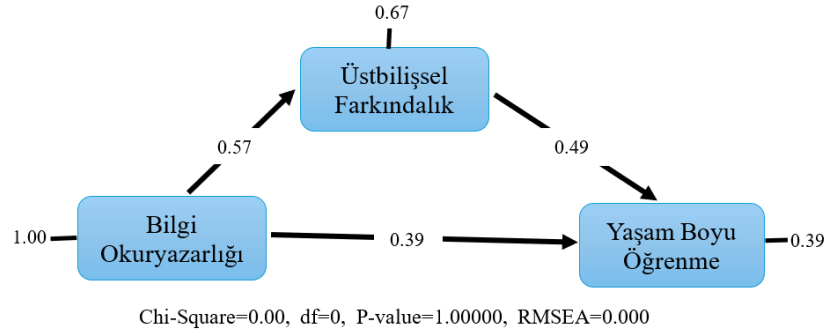 0.67
Üstbilişsel
Farkındalık
0.57
0.49
1.00
Bilgi
Okuryazarlığı
0.39
Yaşam Boyu
Öğrenme
0.39
Chi-Square=0.00, df=0, P-value=1.00000, RMSEA=0.000